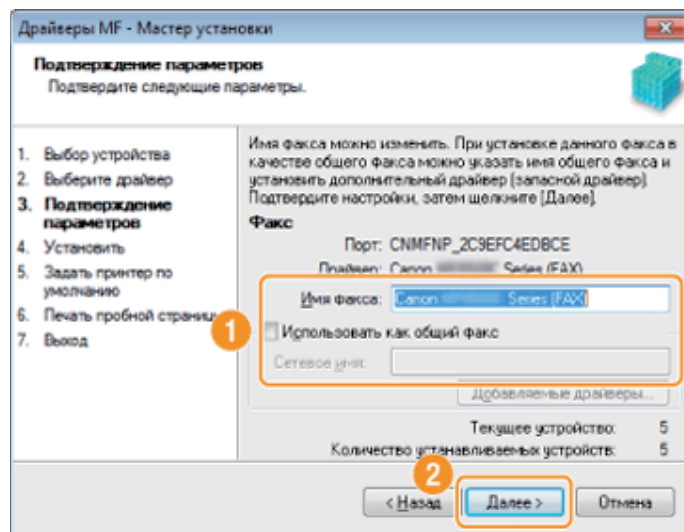 Драйверы MF - Мастер установки
Подтверждение параметров
Подтвердите следующие параметры.
1. Выбор устройства
2. Выберите драйвер
3. Подтверждение
параметров
4. Установить
5. Задать принтер по
умолчанию
6. Печать пробной страницы
7. Выход
Имя факса можно изменить. При установке данного факса в
качестве общего факса можно указать имя общего факса и
установить дополнительный драйвер (запасной драйвер).
Подтвердите настройки, затем щелкните [Далее].
Факс
Порт: CNMFNP_2C9EFC4EDBCE
Драйвер: Canon Series (FAX)
Имя факса: Canon Series (FAX)
1
Использовать как общий факс
Сетевое имя:
Добавляемые драйверы...
Текущее устройство: 5
Количество устанавливаемых устройств: 5
2
< Назад
Далее >
Отмена